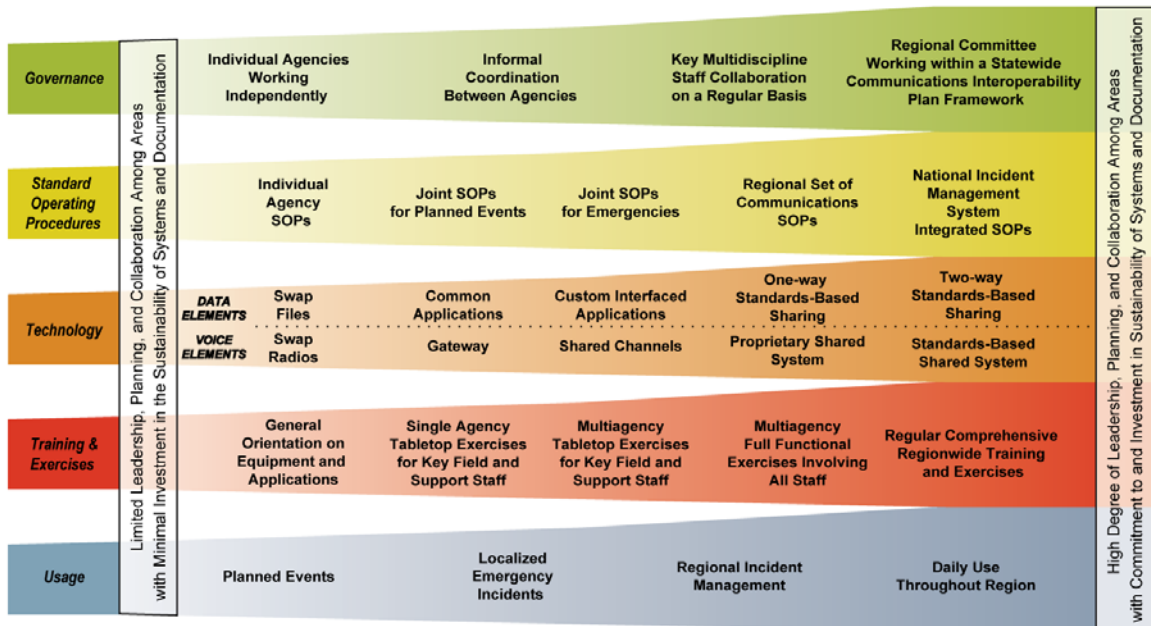 Limited Leadership, Planning, and Collaboration Among Areas
with Minimal Investment in the Sustainability of Systems and Documentation
Governance
Individual Agencies
Working
Independently
Informal
Coordination
Between Agencies
Key Multidiscipline
Staff Collaboration
on a Regular Basis
Regional Committee
Working within a Statewide
Communications Interoperability
Plan Framework
Standard
Operating
Procedures
Individual
Agency
SOPs
Joint SOPs
for Planned Events
Joint SOPs
for Emergencies
Regional Set of
Communications
SOPs
National Incident
Management
System
Integrated SOPs
Technology
DATA
ELEMENTS
Swap
Files
Common
Applications
Custom Interfaced
Applications
One-way
Standards-Based
Sharing
Two-way
Standards-Based
Sharing
VOICE
ELEMENTS
Swap
Radios
Gateway
Shared Channels
Proprietary Shared
System
Standards-Based
Shared System
Training &
Exercises
General
Orientation on
Equipment and
Applications
Single Agency
Tabletop Exercises
for Key Field and
Support Staff
Multiagency
Tabletop Exercises
for Key Field and
Support Staff
Multiagency
Full Functional
Exercises Involving
All Staff
Regular Comprehensive
Regionwide Training
and Exercises
Usage
Planned Events
Localized
Emergency
Incidents
Regional Incident
Management
Daily Use
Throughout Region
High Degree of Leadership, Planning, and Collaboration Among Areas
with Commitment to and Investment in Sustainability of Systems and Documentation